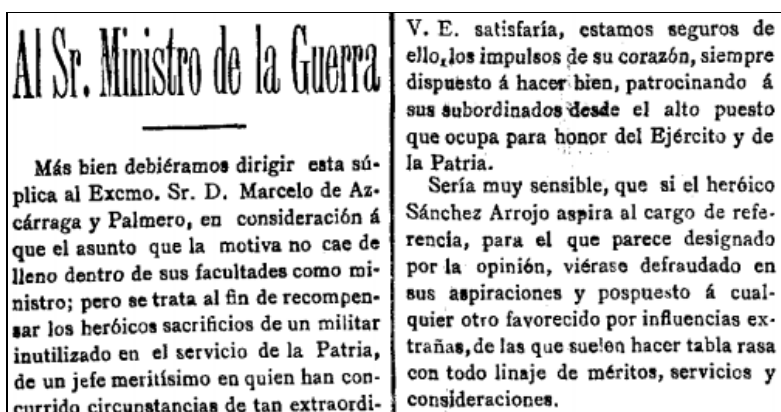 Al Sr. Ministro de la Guerra
Más bien debiéramos dirigir esta sú-
plica al Excmo. Sr. D. Marcelo de Az-
cárraga y Palmero, en consideración á
que el asunto que la motiva no cae de
lleno dentro de sus facultades como mi-
nistro; pero se trata al fin de recompen-
sar los heróicos sacrificios de un militar
inutilizado en el servicio de la Patria,
de un jefe meritísimo en quien han con-
currido circunstancias de tan extraordi-
V. E. satisfaría, estamos seguros de
ello, los impulsos de su corazón, siempre
dispuesto á hacer bien, patrocinando á
sus subordinados desde el alto puesto
que ocupa para honor del Ejército y de
la Patria.
Sería muy sensible, que si el heróico
Sánchez Arrojo aspira al cargo de refe-
rencia, para el que parece designado
por la opinión, viérase defraudado en
sus aspiraciones y pospuesto á cual-
quier otro favorecido por influencias ex-
trañas, de las que suelen hacer tabla rasa
con todo linaje de méritos, servicios y
consideraciones.